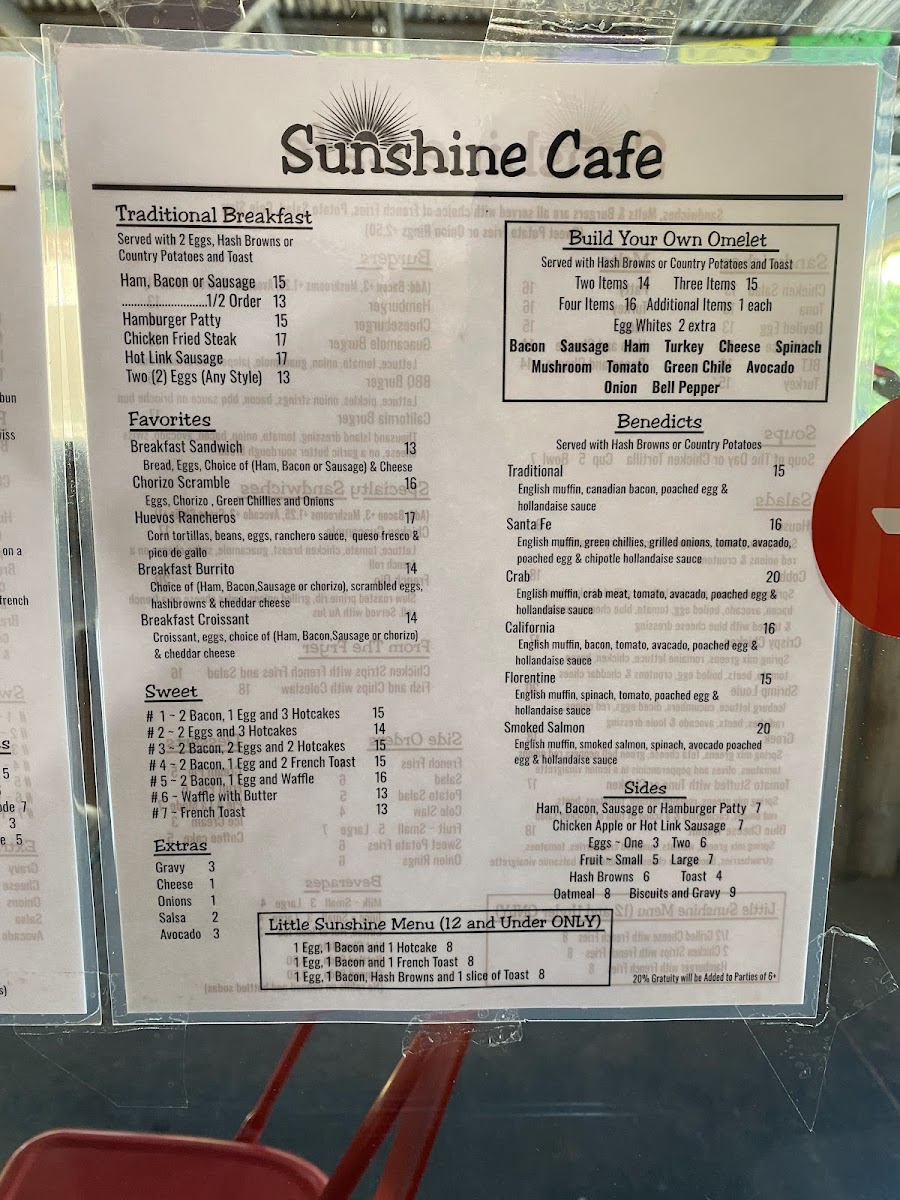 Sunshine Cafe
Traditional Breakfast
Served with 2 Eggs, Hash Browns or
Country Potatoes and Toast
Ham, Bacon or Sausage 15
............................1/2 Order 13
Hamburger Patty 15
Chicken Fried Steak 17
Hot Link Sausage 17
Two (2) Eggs (Any Style) 13
Favorites
Breakfast Sandwich 13
Bread, Eggs, Choice of (Ham, Bacon or Sausage) & Cheese
Chorizo Scramble 16
Eggs, Chorizo , Green Chillies and Onions
Huevos Rancheros 17
Corn tortillas, beans, eggs, ranchero sauce, queso fresco &
pico de gallo
Breakfast Burrito 14
Choice of (Ham, Bacon,Sausage or chorizo), scrambled eggs,
hashbrowns & cheddar cheese
Breakfast Croissant 14
Croissant, eggs, choice of (Ham, Bacon,Sausage or chorizo)
& cheddar cheese
Sweet
# 1 ~ 2 Bacon, 1 Egg and 3 Hotcakes 15
# 2 ~ 2 Eggs and 3 Hotcakes 14
# 3 ~ 2 Bacon, 2 Eggs and 2 Hotcakes 15
# 4 ~ 2 Bacon, 1 Egg and 2 French Toast 15
# 5 ~ 2 Bacon, 1 Egg and Waffle 16
# 6 ~ Waffle with Butter 13
# 7 ~ French Toast 13
Extras
Gravy 3
Cheese 1
Onions 1
Salsa 2
Avocado 3
Build Your Own Omelet
Served with Hash Browns or Country Potatoes and Toast
Two Items 14 Three Items 15
Four Items 16 Additional Items 1 each
Egg Whites 2 extra
Bacon Sausage Ham Turkey Cheese Spinach
Mushroom Tomato Green Chile Avocado
Onion Bell Pepper
Benedicts
Served with Hash Browns or Country Potatoes
Traditional 15
English muffin, canadian bacon, poached egg &
hollandaise sauce
Santa Fe 16
English muffin, green chillies, grilled onions, tomato, avacado,
poached egg & chipotle hollandaise sauce
Crab 20
English muffin, crab meat, tomato, avacado, poached egg &
hollandaise sauce
California 16
English muffin, bacon, tomato, avacado, poached egg &
hollandaise sauce
Florentine 15
English muffin, spinach, tomato, poached egg &
hollandaise sauce
Smoked Salmon 20
English muffin, smoked salmon, spinach, avocado poached
egg & hollandaise sauce
Sides
Ham, Bacon, Sausage or Hamburger Patty 7
Chicken Apple or Hot Link Sausage 7
Eggs ~ One 3 Two 6
Fruit ~ Small 5 Large 7
Hash Browns 6 Toast 4
Oatmeal 8 Biscuits and Gravy 9
Little Sunshine Menu (12 and Under ONLY)
1 Egg, 1 Bacon and 1 Hotcake 8
1 Egg, 1 Bacon and 1 French Toast 8
1 Egg, 1 Bacon, Hash Browns and 1 slice of Toast 8
20% Gratuity will be Added to Parties of 6+